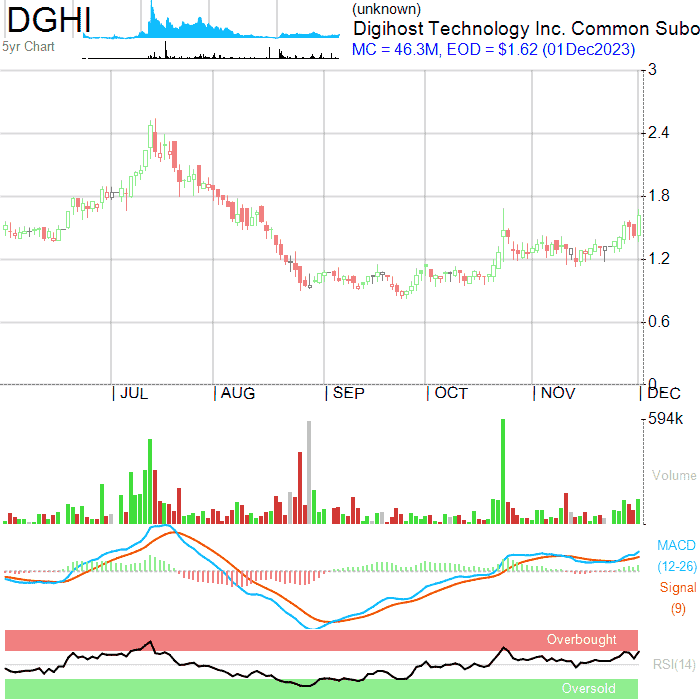 DGHI
5yr Chart
(unknown)
Digihost Technology Inc. Common Subo
MC = 46.3M, EOD = $1.62 (01Dec2023)
3
2.4
1.8
1.2
0.6
0
JUL AUG SEP OCT NOV DEC
594k
Volume
MACD
(12-26)
Signal
(9)
Overbought
RSI(14)
Oversold